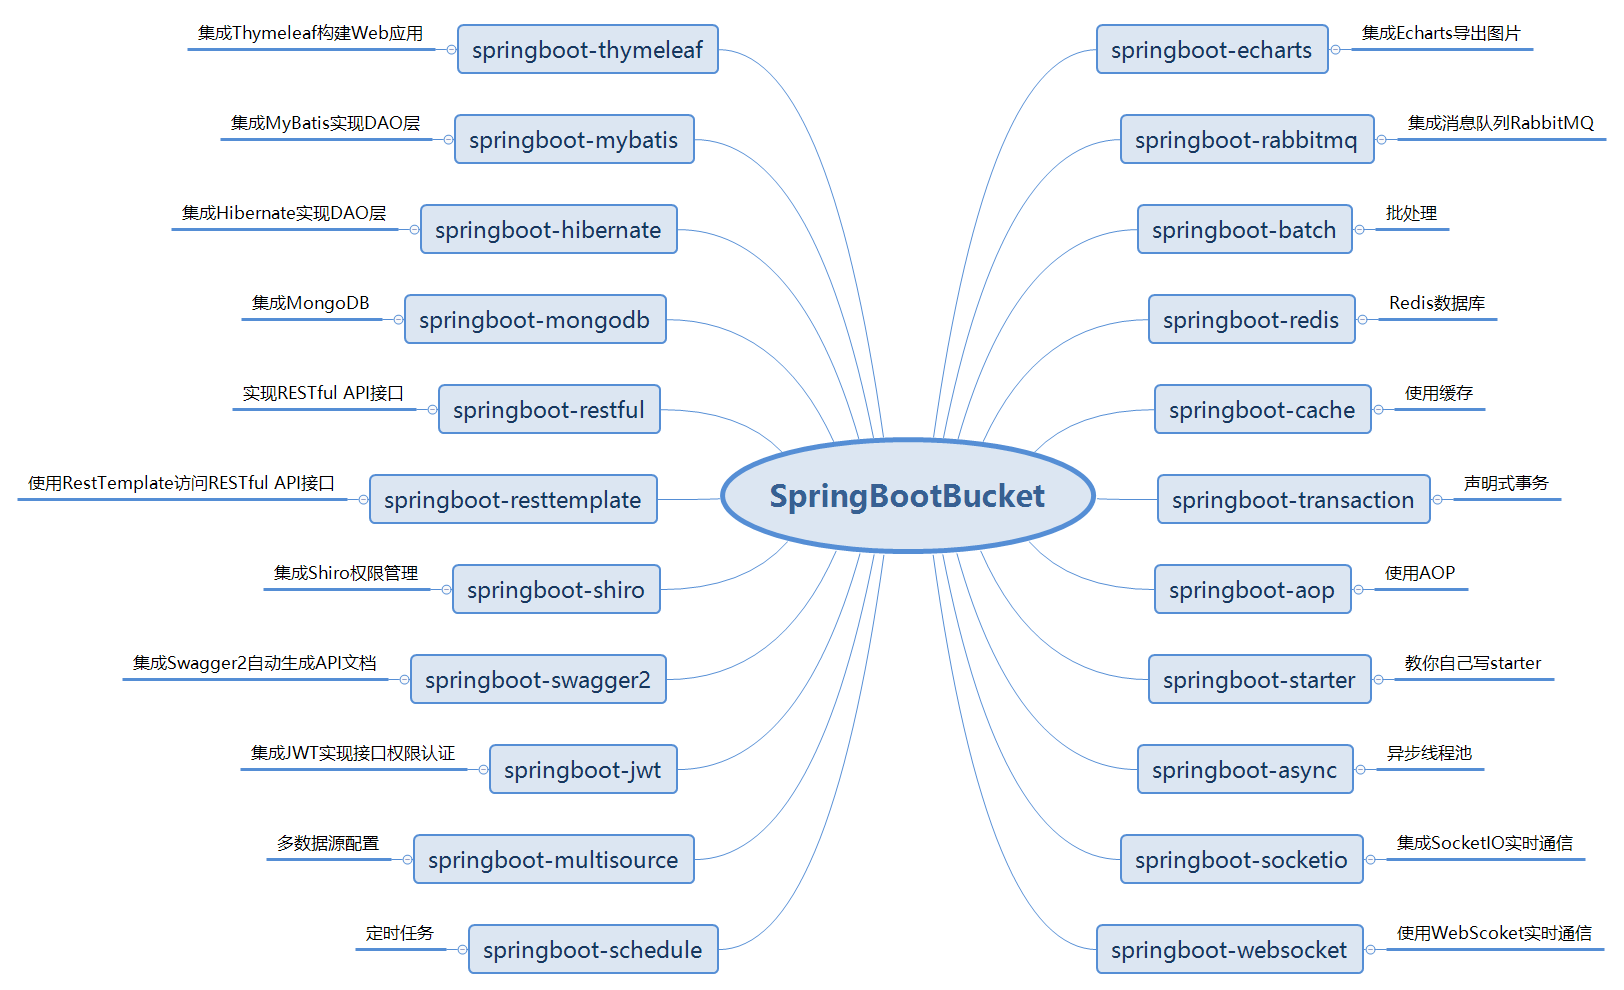 集成Thymeleaf构建Web应用
springboot-thymeleaf
集成MyBatis实现DAO层
springboot-mybatis
集成Hibernate实现DAO层
springboot-hibernate
集成MongoDB
springboot-mongodb
实现RESTful API接口
springboot-restful
使用RestTemplate访问RESTful API接口
springboot-resttemplate
集成Shiro权限管理
springboot-shiro
集成Swagger2自动生成API文档
springboot-swagger2
集成JWT实现接口权限认证
springboot-jwt
多数据源配置
springboot-multisource
定时任务
springboot-schedule
SpringBootBucket
springboot-echarts
集成Echarts导出图片
springboot-rabbitmq
集成消息队列RabbitMQ
springboot-batch
批处理
springboot-redis
Redis数据库
springboot-cache
使用缓存
springboot-transaction
声明式事务
springboot-aop
使用AOP
springboot-starter
教你自己写starter
springboot-async
异步线程池
springboot-socketio
集成SocketIO实时通信
springboot-websocket
使用WebScoket实时通信